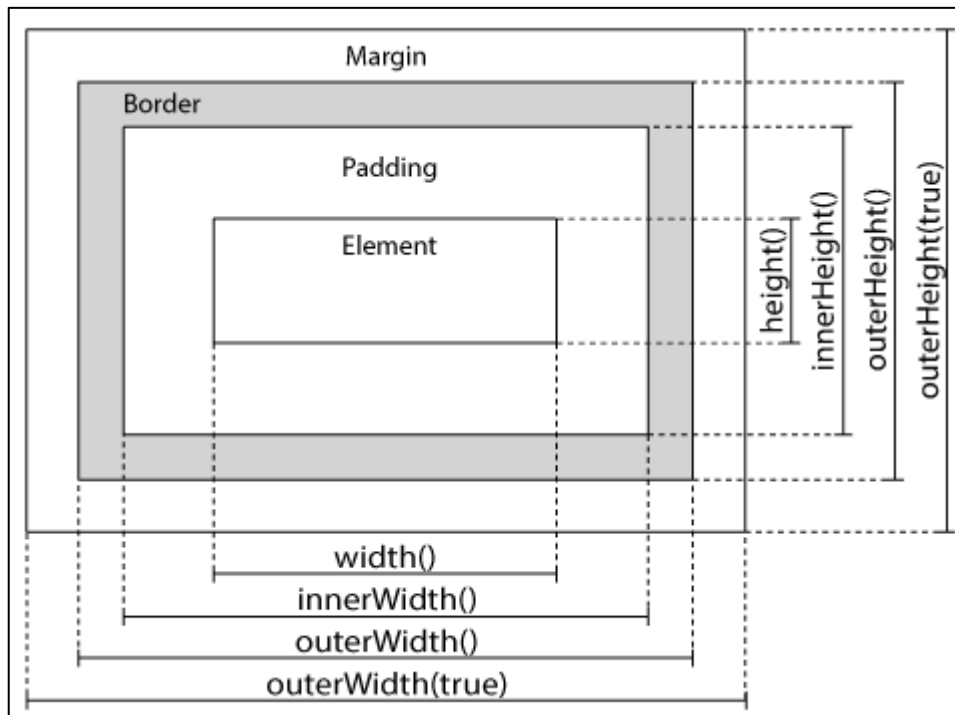 Margin
Border
Padding
Element
height()
innerHeight()
outerHeight()
outerHeight(true)
width()
innerWidth()
outerWidth()
outerWidth(true)